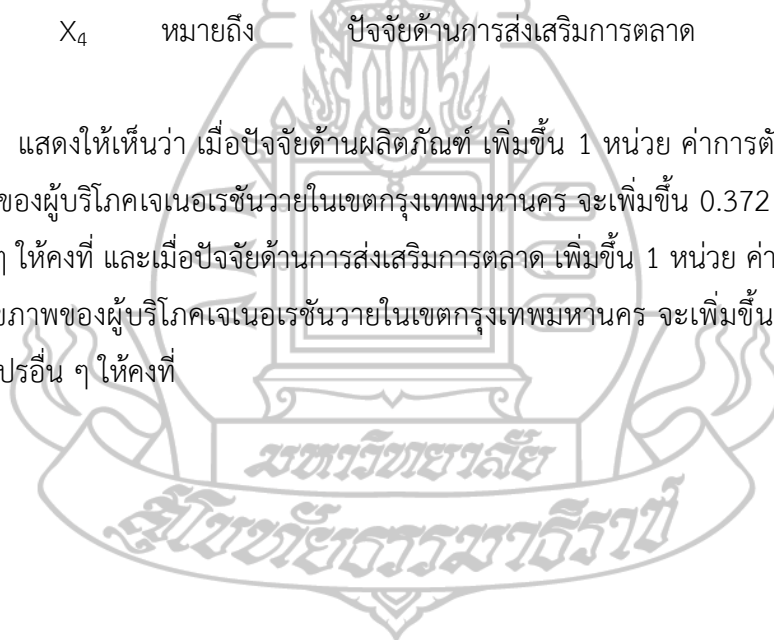 X₄ หมายถึง ปัจจัยด้านการส่งเสริมการตลาด
แสดงให้เห็นว่า เมื่อปัจจัยด้านผลิตภัณฑ์ เพิ่มขึ้น 1 หน่วย ค่าการตั
ของผู้บริโภคเจเนอเรชันวายในเขตกรุงเทพมหานคร จะเพิ่มขึ้น 0.372
ๆ ให้คงที่ และเมื่อปัจจัยด้านการส่งเสริมการตลาด เพิ่มขึ้น 1 หน่วย ค่า
ขภาพของผู้บริโภคเจเนอเรชันวายในเขตกรุงเทพมหานคร จะเพิ่มขึ้น
ปรอื่น ๆ ให้คงที่
มหาวิทยาลัย
สุโขทัยธรรมาธิราช